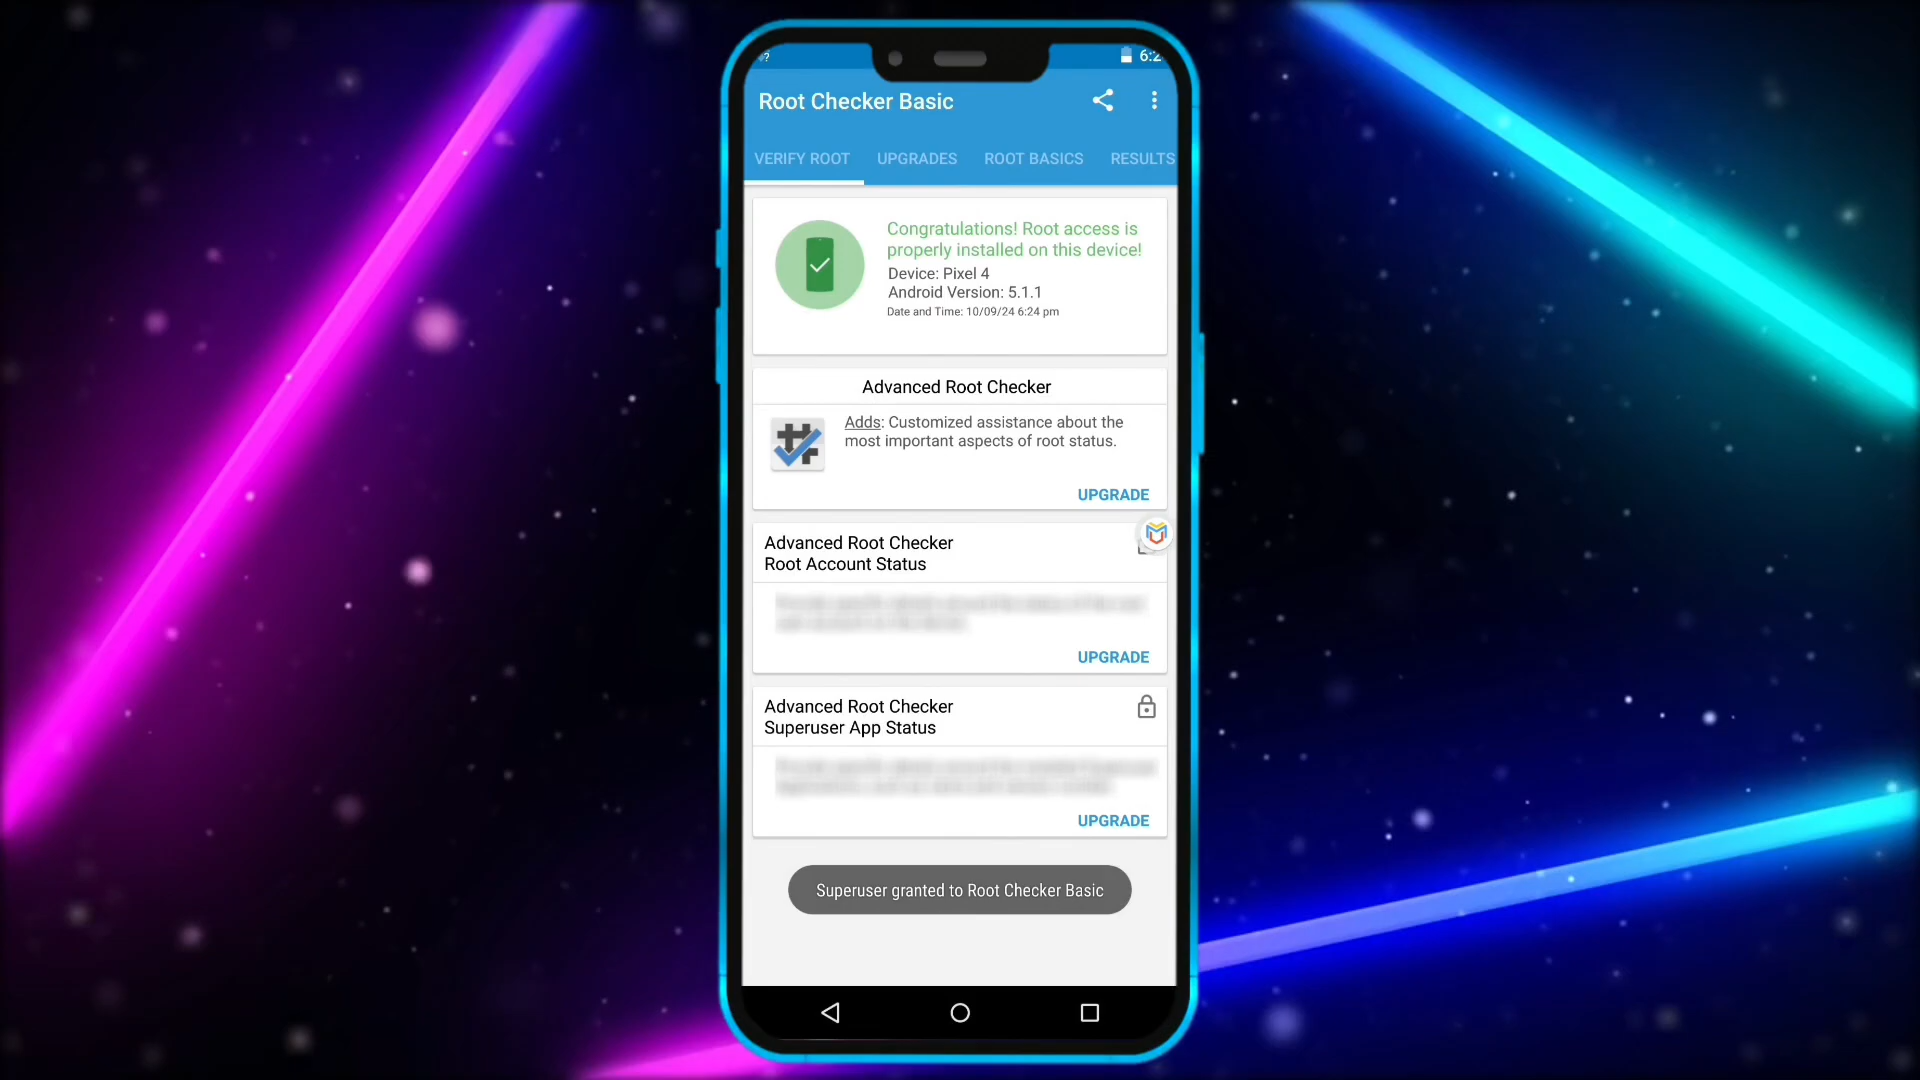 ?
6:2
Root Checker Basic
VERIFY ROOT
UPGRADES
ROOT BASICS
RESULTS
Congratulations! Root access is
properly installed on this device!
Device: Pixel 4
Android Version: 5.1.1
Date and Time: 10/09/24 6:24 pm
Advanced Root Checker
Adds: Customized assistance about the
most important aspects of root status.
UPGRADE
Advanced Root Checker
Root Account Status
UPGRADE
Advanced Root Checker
Superuser App Status
UPGRADE
Superuser granted to Root Checker Basic